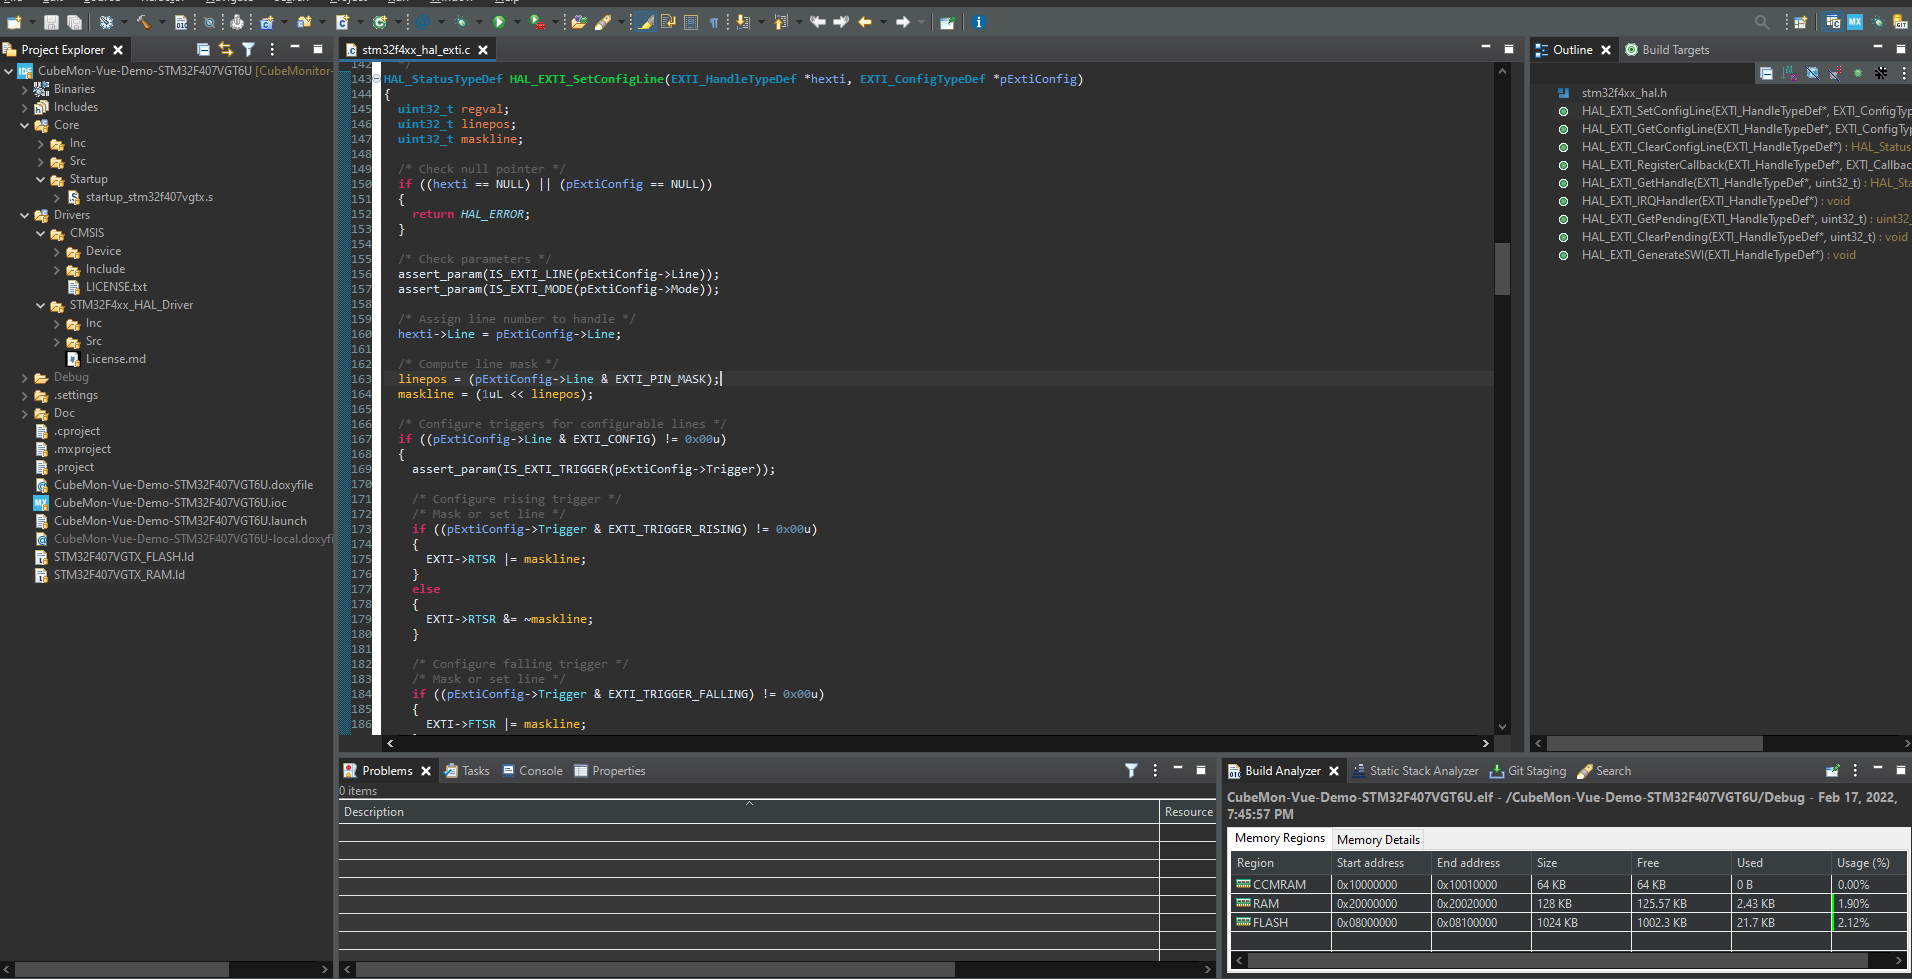 Project Explorer
CubeMon-Vue-Demo-STM32F407VGT6U [CubeMonitor-
Binaries
Includes
Core
Inc
Src
Startup
startup_stm32f407vgtx.s
Drivers
CMSIS
Device
Include
LICENSE.txt
STM32F4xx_HAL_Driver
Inc
Src
License.md
Debug
.settings
Doc
.cproject
.mxproject
.project
CubeMon-Vue-Demo-STM32F407VGT6U.doxyfile
CubeMon-Vue-Demo-STM32F407VGT6U.ioc
CubeMon-Vue-Demo-STM32F407VGT6U.launch
CubeMon-Vue-Demo-STM32F407VGT6U-local.doxyfi
STM32F407VGTX_FLASH.ld
STM32F407VGTX_RAM.ld
stm32f4xx_hal_exti.c
142 */
143 HAL_StatusTypeDef HAL_EXTI_SetConfigLine(EXTI_HandleTypeDef *hexti, EXTI_ConfigTypeDef *pExtiConfig)
144 {
145 uint32_t regval;
146 uint32_t linepos;
147 uint32_t maskline;
148
149 /* Check null pointer */
150 if ((hexti == NULL) || (pExtiConfig == NULL))
151 {
152 return HAL_ERROR;
153 }
154
155 /* Check parameters */
156 assert_param(IS_EXTI_LINE(pExtiConfig->Line));
157 assert_param(IS_EXTI_MODE(pExtiConfig->Mode));
158
159 /* Assign line number to handle */
160 hexti->Line = pExtiConfig->Line;
161
162 /* Compute line mask */
163 linepos = (pExtiConfig->Line & EXTI_PIN_MASK);
164 maskline = (1uL << linepos);
165
166 /* Configure triggers for configurable lines */
167 if ((pExtiConfig->Line & EXTI_CONFIG) != 0x00u)
168 {
169 assert_param(IS_EXTI_TRIGGER(pExtiConfig->Trigger));
170
171 /* Configure rising trigger */
172 /* Mask or set line */
173 if ((pExtiConfig->Trigger & EXTI_TRIGGER_RISING) != 0x00u)
174 {
175 EXTI->RTSR |= maskline;
176 }
177 else
178 {
179 EXTI->RTSR &= ~maskline;
180 }
181
182 /* Configure falling trigger */
183 /* Mask or set line */
184 if ((pExtiConfig->Trigger & EXTI_TRIGGER_FALLING) != 0x00u)
185 {
186 EXTI->FTSR |= maskline;
Outline Build Targets
stm32f4xx_hal.h
HAL_EXTI_SetConfigLine(EXTI_HandleTypeDef*, EXTI_ConfigTyp
HAL_EXTI_GetConfigLine(EXTI_HandleTypeDef*, EXTI_ConfigTyp
HAL_EXTI_ClearConfigLine(EXTI_HandleTypeDef*) : HAL_Status
HAL_EXTI_RegisterCallback(EXTI_HandleTypeDef*, EXTI_Callbac
HAL_EXTI_GetHandle(EXTI_HandleTypeDef*, uint32_t) : HAL_Sta
HAL_EXTI_IRQHandler(EXTI_HandleTypeDef*) : void
HAL_EXTI_GetPending(EXTI_HandleTypeDef*, uint32_t) : uint32_
HAL_EXTI_ClearPending(EXTI_HandleTypeDef*, uint32_t) : void
HAL_EXTI_GenerateSWI(EXTI_HandleTypeDef*) : void
Problems Tasks Console Properties
0 items
Description Resource
Build Analyzer Static Stack Analyzer Git Staging Search
CubeMon-Vue-Demo-STM32F407VGT6U.elf - /CubeMon-Vue-Demo-STM32F407VGT6U/Debug - Feb 17, 2022,
7:45:57 PM
Memory Regions Memory Details
Region Start address End address Size Free Used Usage (%)
CCMRAM 0x10000000 0x10010000 64 KB 64 KB 0 B 0.00%
RAM 0x20000000 0x20020000 128 KB 125.57 KB 2.43 KB 1.90%
FLASH 0x08000000 0x08100000 1024 KB 1002.3 KB 21.7 KB 2.12%